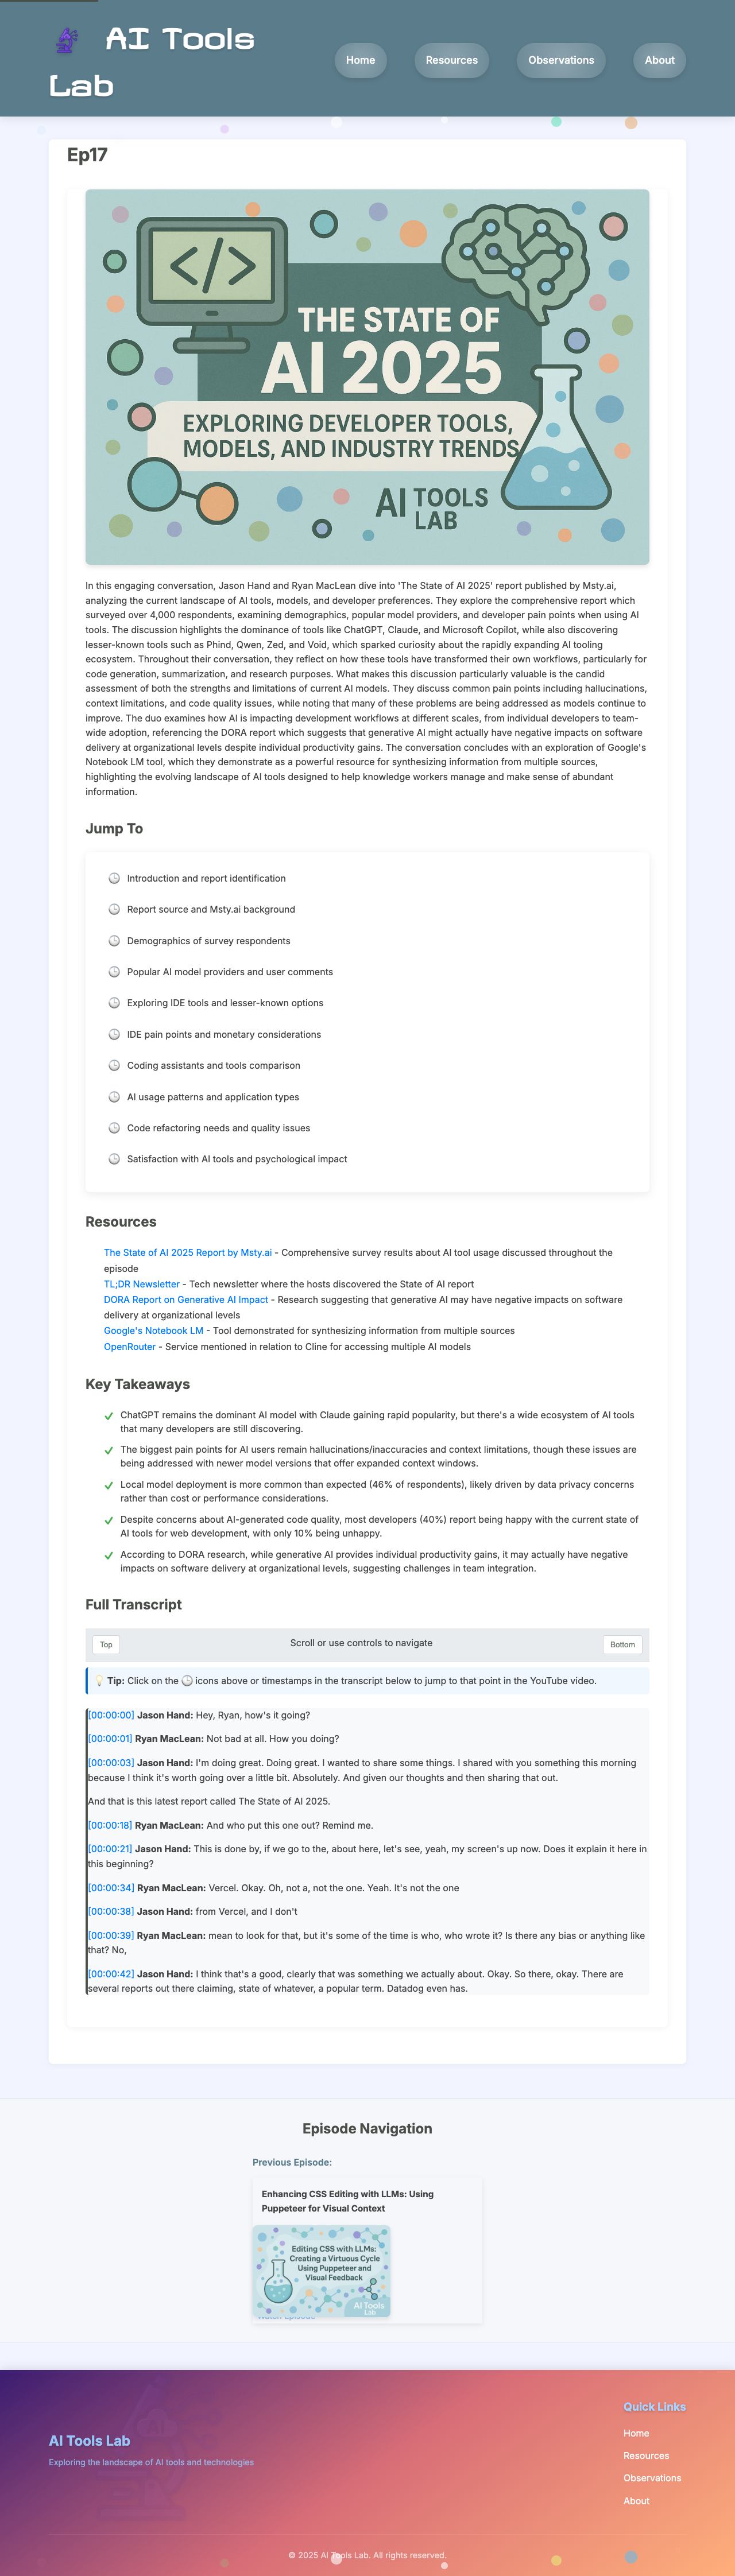 AI Tools
Lab
Home
Resources
Observations
About
Ep17
</>
THE STATE OF
AI 2025
EXPLORING DEVELOPER TOOLS,
MODELS, AND INDUSTRY TRENDS
AI TOOLS
LAB
In this engaging conversation, Jason Hand and Ryan MacLean dive into 'The State of AI 2025' report published by Msty.ai,
analyzing the current landscape of AI tools, models, and developer preferences. They explore the comprehensive report which
surveyed over 4,000 respondents, examining demographics, popular model providers, and developer pain points when using AI
tools. The discussion highlights the dominance of tools like ChatGPT, Claude, and Microsoft Copilot, while also discovering
lesser-known tools such as Phind, Qwen, Zed, and Void, which sparked curiosity about the rapidly expanding AI tooling
ecosystem. Throughout their conversation, they reflect on how these tools have transformed their own workflows, particularly for
code generation, summarization, and research purposes. What makes this discussion particularly valuable is the candid
assessment of both the strengths and limitations of current AI models. They discuss common pain points including hallucinations,
context limitations, and code quality issues, while noting that many of these problems are being addressed as models continue to
improve. The duo examines how AI is impacting development workflows at different scales, from individual developers to team-
wide adoption, referencing the DORA report which suggests that generative AI might actually have negative impacts on software
delivery at organizational levels despite individual productivity gains. The conversation concludes with an exploration of Google's
Notebook LM tool, which they demonstrate as a powerful resource for synthesizing information from multiple sources,
highlighting the evolving landscape of AI tools designed to help knowledge workers manage and make sense of abundant
information.
Jump To
Introduction and report identification
Report source and Msty.ai background
Demographics of survey respondents
Popular AI model providers and user comments
Exploring IDE tools and lesser-known options
IDE pain points and monetary considerations
Coding assistants and tools comparison
AI usage patterns and application types
Code refactoring needs and quality issues
Satisfaction with AI tools and psychological impact
Resources
The State of AI 2025 Report by Msty.ai - Comprehensive survey results about AI tool usage discussed throughout the
episode
TL;DR Newsletter - Tech newsletter where the hosts discovered the State of AI report
DORA Report on Generative AI Impact - Research suggesting that generative AI may have negative impacts on software
delivery at organizational levels
Google's Notebook LM - Tool demonstrated for synthesizing information from multiple sources
OpenRouter - Service mentioned in relation to Cline for accessing multiple AI models
Key Takeaways
ChatGPT remains the dominant AI model with Claude gaining rapid popularity, but there's a wide ecosystem of AI tools
that many developers are still discovering.
The biggest pain points for AI users remain hallucinations/inaccuracies and context limitations, though these issues are
being addressed with newer model versions that offer expanded context windows.
Local model deployment is more common than expected (46% of respondents), likely driven by data privacy concerns
rather than cost or performance considerations.
Despite concerns about AI-generated code quality, most developers (40%) report being happy with the current state of
AI tools for web development, with only 10% being unhappy.
According to DORA research, while generative AI provides individual productivity gains, it may actually have negative
impacts on software delivery at organizational levels, suggesting challenges in team integration.
Full Transcript
Top
Scroll or use controls to navigate
Bottom
Tip: Click on the icons above or timestamps in the transcript below to jump to that point in the YouTube video.
[00:00:00] Jason Hand: Hey, Ryan, how's it going?
[00:00:01] Ryan MacLean: Not bad at all. How you doing?
[00:00:03] Jason Hand: I'm doing great. Doing great. I wanted to share some things. I shared with you something this morning
because I think it's worth going over a little bit. Absolutely. And given our thoughts and then sharing that out.
And that is this latest report called The State of AI 2025.
[00:00:18] Ryan MacLean: And who put this one out? Remind me.
[00:00:21] Jason Hand: This is done by, if we go to the, about here, let's see, yeah, my screen's up now. Does it explain it here in
this beginning?
[00:00:34] Ryan MacLean: Vercel. Okay. Oh, not a, not the one. Yeah. It's not the one
[00:00:38] Jason Hand: from Vercel, and I don't
[00:00:39] Ryan MacLean: mean to look for that, but it's some of the time is who, who wrote it? Is there any bias or anything like
that? No,
[00:00:42] Jason Hand: I think that's a good, clearly that was something we actually about. Okay. So there, okay. There are
several reports out there claiming, state of whatever, a popular term. Datadog even has.
Episode Navigation
Previous Episode:
Enhancing CSS Editing with LLMs: Using
Puppeteer for Visual Context
Editing CSS with LLMs:
Creating a Virtuous Cycle
Using Puppeteer and
Visual Feedback
AI Tools
Lab
AI Tools Lab
Exploring the landscape of AI tools and technologies
Quick Links
Home
Resources
Observations
About
© 2025 AI Tools Lab. All rights reserved.